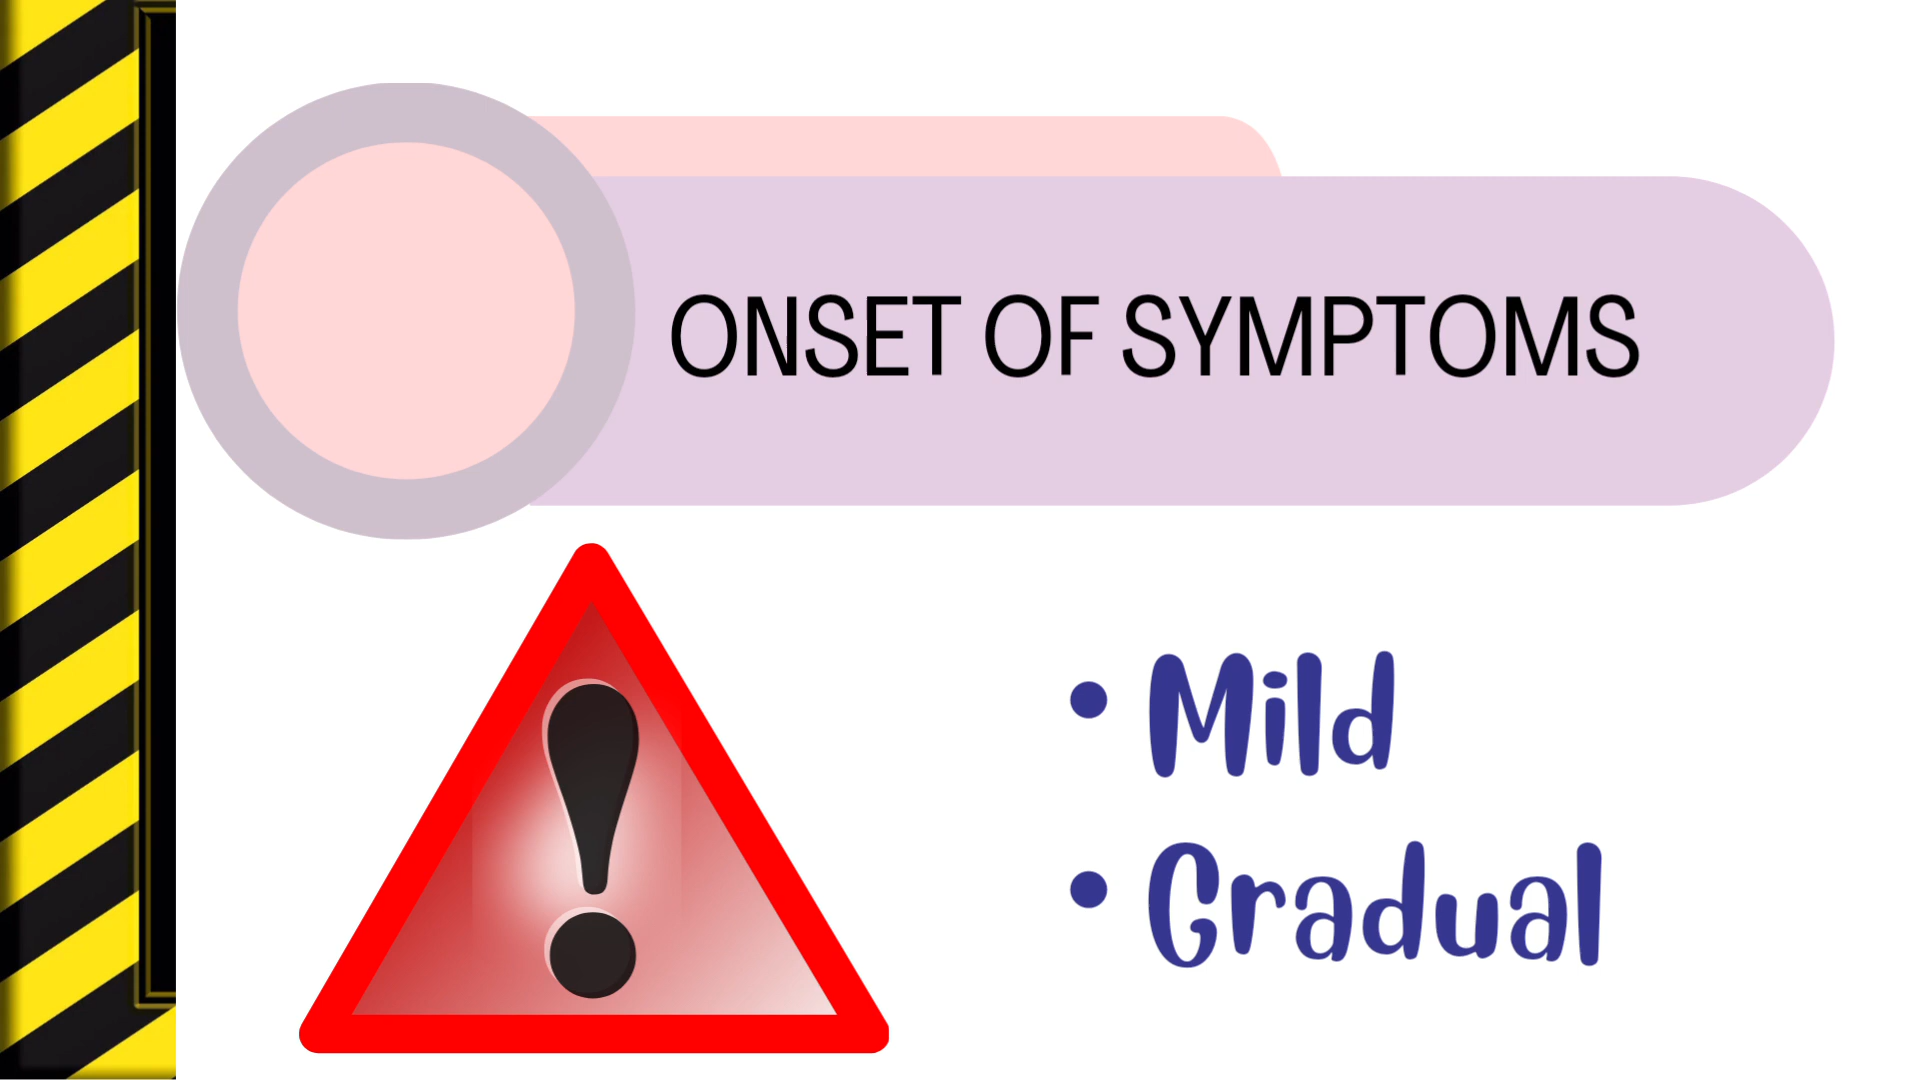 ONSET OF SYMPTOMS
• Mild
• Gradual